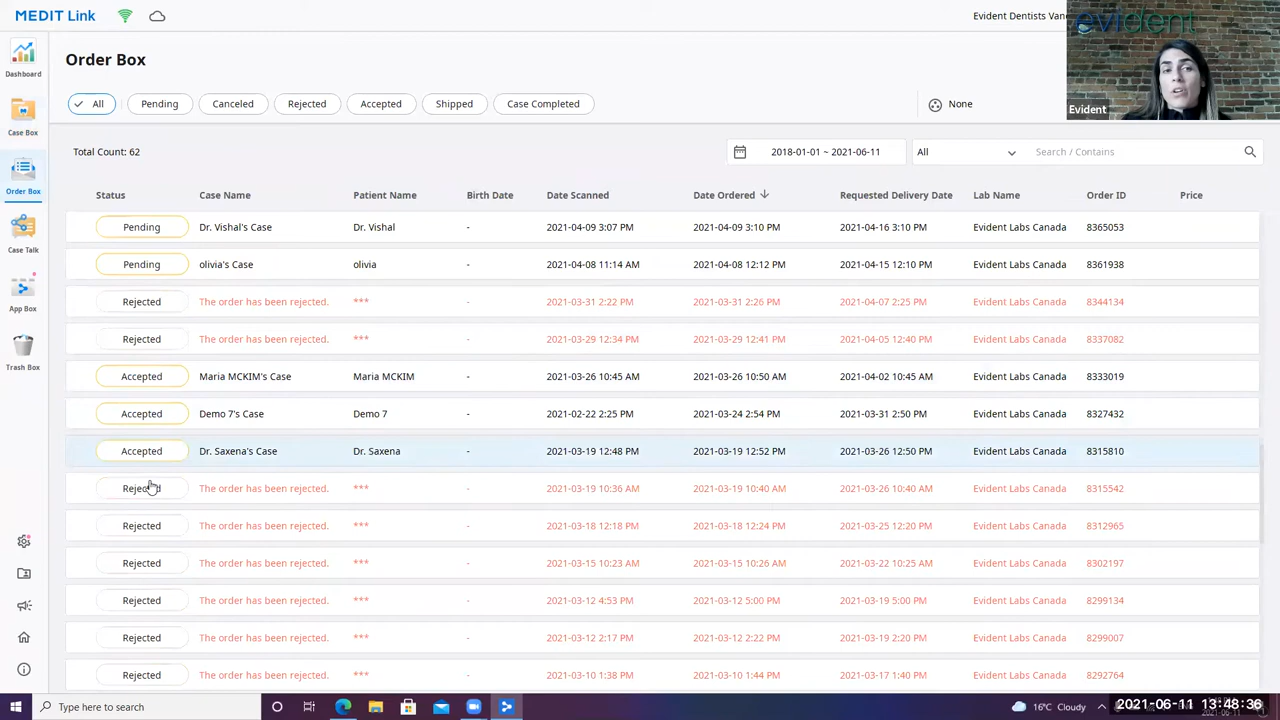 MEDIT Link
Evident Dentists Van
evident
Evident
Dashboard
Case Box
Order Box
Case Talk
App Box
Trash Box
Order Box
All Pending Canceled Rejected Accepted Shipped Case Completed None
Total Count: 62 2018-01-01 ~ 2021-06-11 All Search / Contains
Status Case Name Patient Name Birth Date Date Scanned Date Ordered Requested Delivery Date Lab Name Order ID Price
Pending Dr. Vishal's Case Dr. Vishal - 2021-04-09 3:07 PM 2021-04-09 3:10 PM 2021-04-16 3:10 PM Evident Labs Canada 8365053
Pending olivia's Case olivia - 2021-04-08 11:14 AM 2021-04-08 12:12 PM 2021-04-15 12:10 PM Evident Labs Canada 8361938
Rejected The order has been rejected. *** - 2021-03-31 2:22 PM 2021-03-31 2:26 PM 2021-04-07 2:25 PM Evident Labs Canada 8344134
Rejected The order has been rejected. *** - 2021-03-29 12:34 PM 2021-03-29 12:41 PM 2021-04-05 12:40 PM Evident Labs Canada 8337082
Accepted Maria MCKIM's Case Maria MCKIM - 2021-03-26 10:45 AM 2021-03-26 10:50 AM 2021-04-02 10:45 AM Evident Labs Canada 8333019
Accepted Demo 7's Case Demo 7 - 2021-02-22 2:25 PM 2021-03-24 2:54 PM 2021-03-31 2:50 PM Evident Labs Canada 8327432
Accepted Dr. Saxena's Case Dr. Saxena - 2021-03-19 12:48 PM 2021-03-19 12:52 PM 2021-03-26 12:50 PM Evident Labs Canada 8315810
Rejected The order has been rejected. *** - 2021-03-19 10:36 AM 2021-03-19 10:40 AM 2021-03-26 10:40 AM Evident Labs Canada 8315542
Rejected The order has been rejected. *** - 2021-03-18 12:18 PM 2021-03-18 12:24 PM 2021-03-25 12:20 PM Evident Labs Canada 8312965
Rejected The order has been rejected. *** - 2021-03-15 10:23 AM 2021-03-15 10:26 AM 2021-03-22 10:25 AM Evident Labs Canada 8302197
Rejected The order has been rejected. *** - 2021-03-12 4:53 PM 2021-03-12 5:00 PM 2021-03-19 5:00 PM Evident Labs Canada 8299134
Rejected The order has been rejected. *** - 2021-03-12 2:17 PM 2021-03-12 2:22 PM 2021-03-19 2:20 PM Evident Labs Canada 8299007
Rejected The order has been rejected. *** - 2021-03-10 1:38 PM 2021-03-10 1:44 PM 2021-03-17 1:40 PM Evident Labs Canada 8292764
Type here to search 16°C Cloudy 2021-06-11 13:48:36